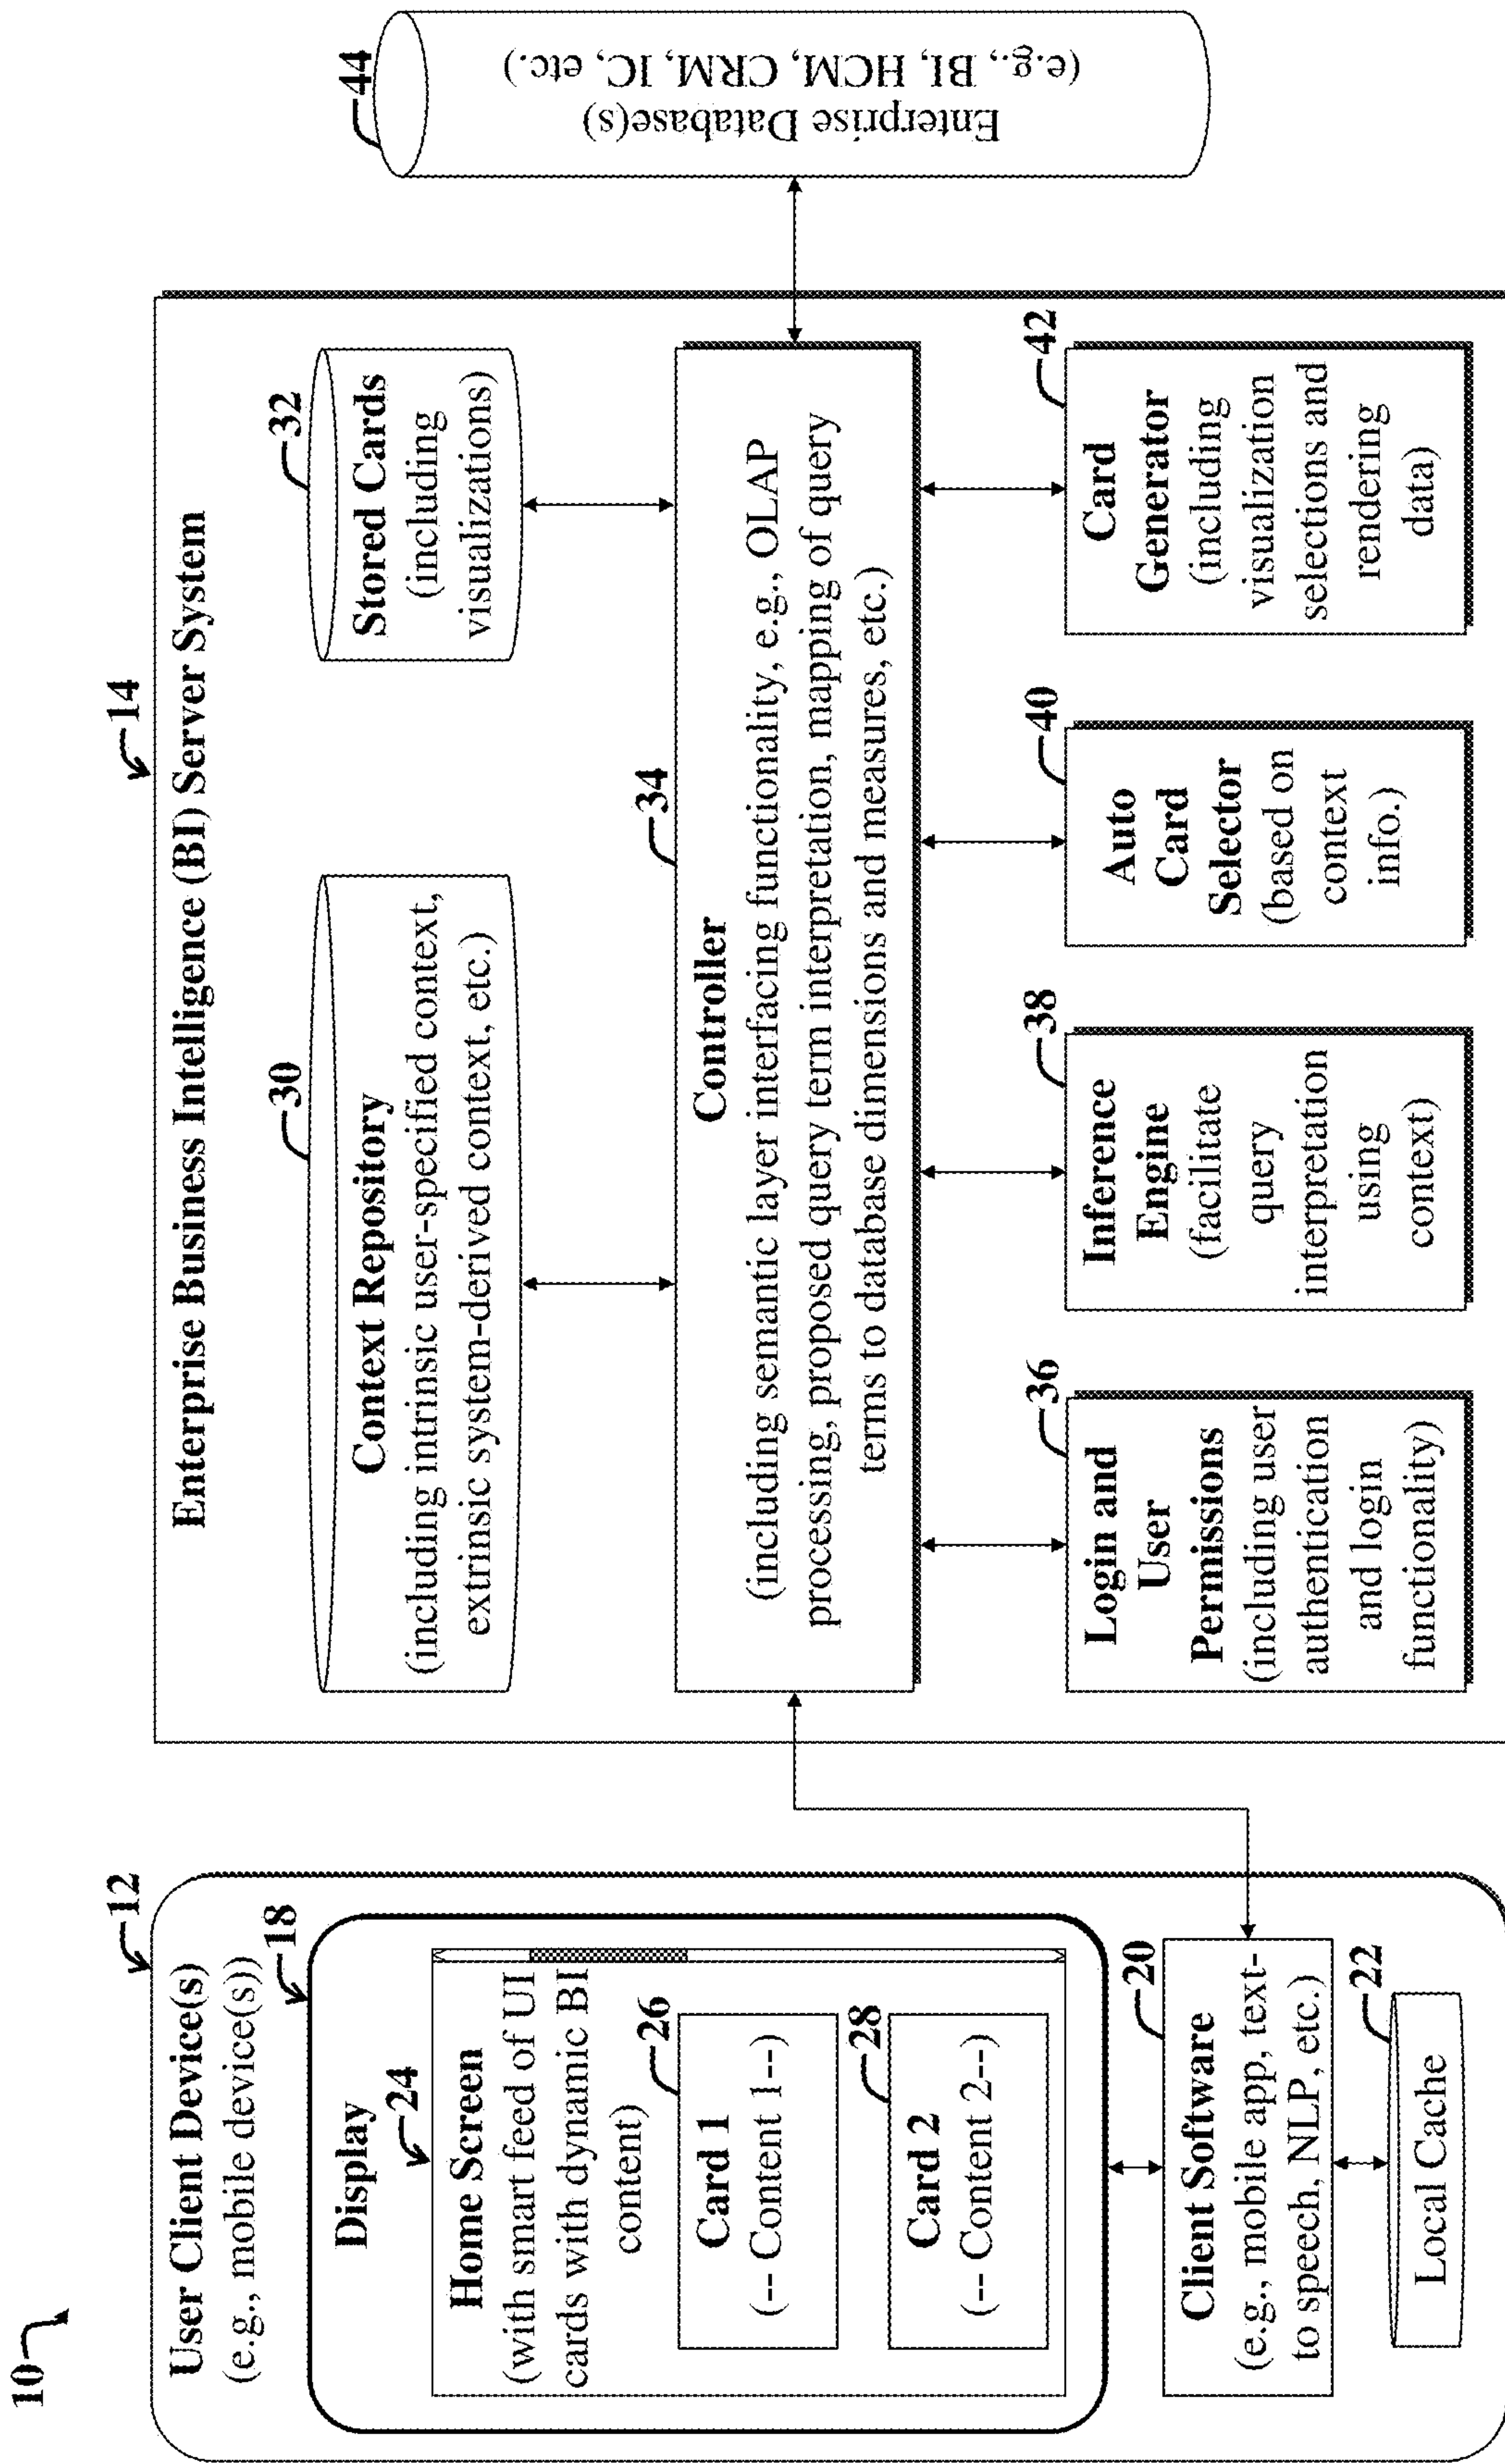 10
12
User Client Device(s)
(e.g., mobile device(s))
18
Display
24
Home Screen
(with smart feed of UI
cards with dynamic BI
content)
26
Card 1
(-- Content 1--)
28
Card 2
(-- Content 2--)
20
Client Software
(e.g., mobile app, text-
to speech, NLP, etc.)
22
Local Cache
14
Enterprise Business Intelligence (BI) Server System
30
Context Repository
(including intrinsic user-specified context,
extrinsic system-derived context, etc.)
32
Stored Cards
(including
visualizations)
34
Controller
(including semantic layer interfacing functionality, e.g., OLAP
processing, proposed query term interpretation, mapping of query
terms to database dimensions and measures, etc.)
36
Login and
User
Permissions
(including user
authentication
and login
functionality)
38
Inference
Engine
(facilitate
query
interpretation
using
context)
40
Auto
Card
Selector
(based on
context
info.)
42
Card
Generator
(including
visualization
selections and
rendering
data)
44
Enterprise Database(s)
(e.g., BI, HCM, CRM, IC, etc.)